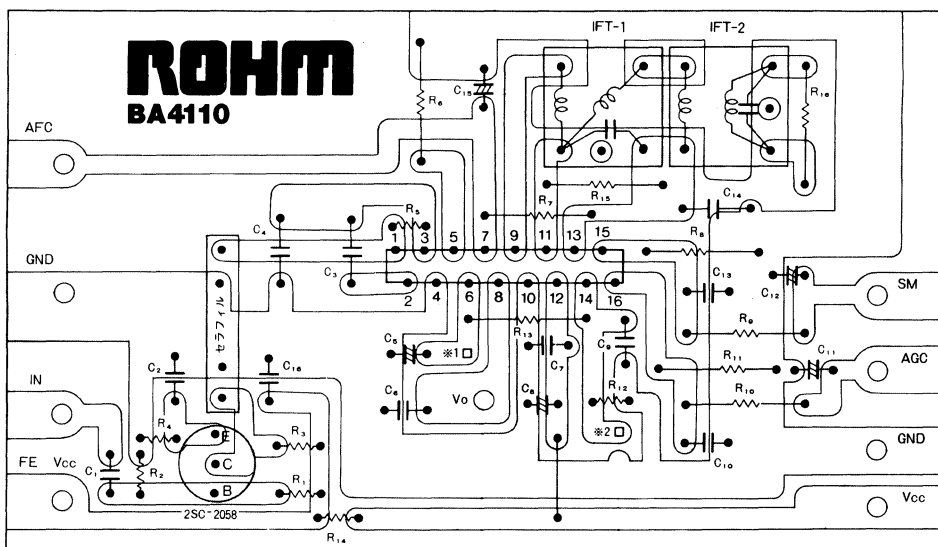 ROHM
BA4110
IFT-1
IFT-2
R6
C15
R16
AFC
C14
R15
R7
R5
C4
C3
R8
1 3 5 7 9 11 13 15
2 4 6 8 10 12 14 16
GND
セラフィル
C13
C12
SM
R9
C5
※1
R13
C7
C9
C2
C16
R11
C11
AGC
IN
C6
Vo
C8
R12
R10
※2
R4
E
R3
C10
GND
FE Vcc
C1
R2
C
B
R1
Vcc
2SC-2058
R14